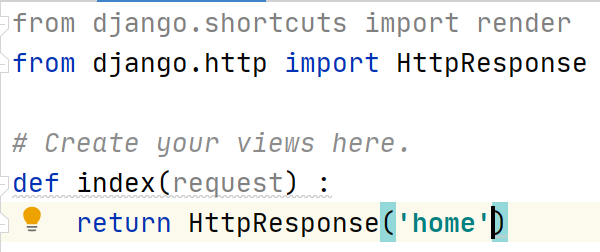 from django.shortcuts import render
from django.http import HttpResponse

# Create your views here.
def index(request) :
    return HttpResponse('home')